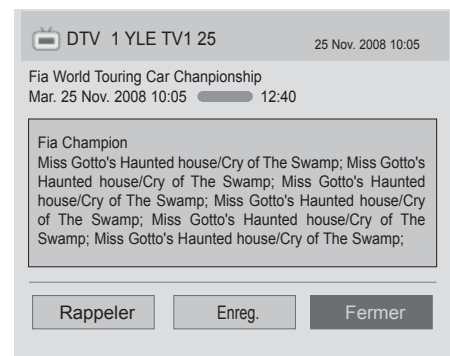 DTV 1 YLE TV1 25 25 Nov. 2008 10:05
Fia World Touring Car Chanpionship
Mar. 25 Nov. 2008 10:05 12:40
Fia Champion
Miss Gotto's Haunted house/Cry of The Swamp; Miss Gotto's
Haunted house/Cry of The Swamp; Miss Gotto's Haunted
house/Cry of The Swamp; Miss Gotto's Haunted house/Cry
of The Swamp; Miss Gotto's Haunted house/Cry of The
Swamp; Miss Gotto's Haunted house/Cry of The Swamp;
Rappeler Enreg. Fermer